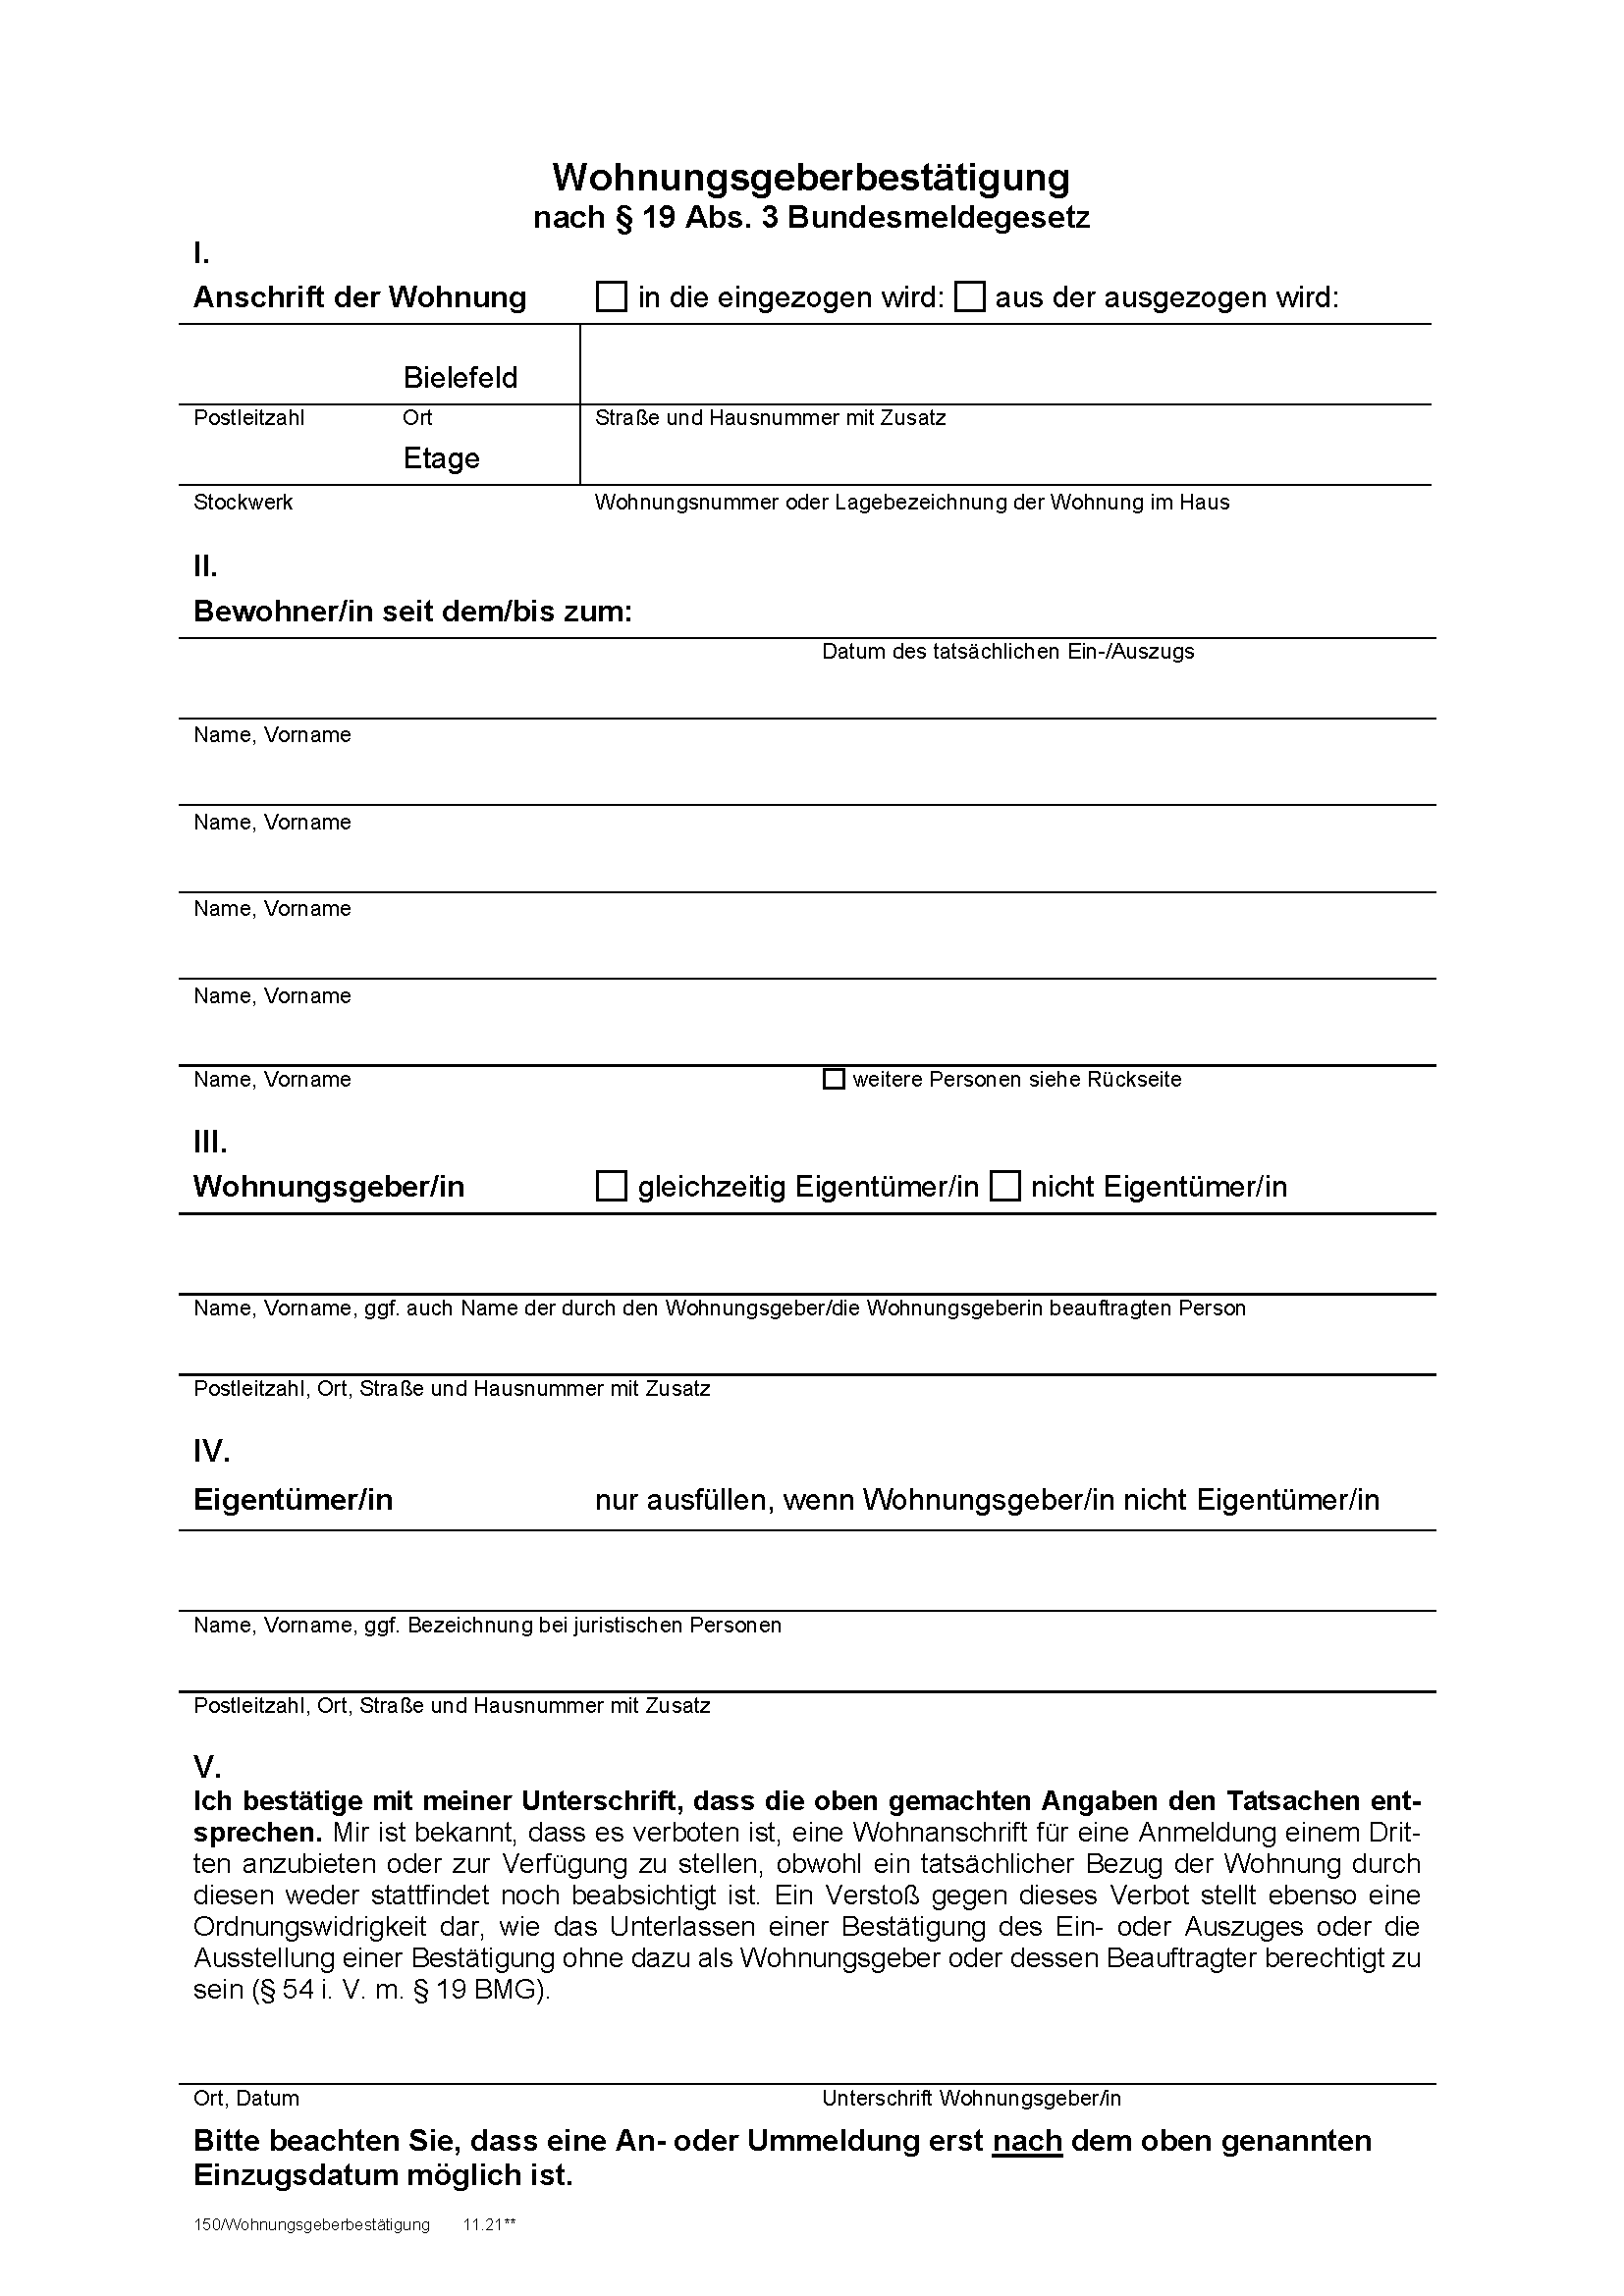 Wohnungsgeberbestätigung
nach § 19 Abs. 3 Bundesmeldegesetz
I.
Anschrift der Wohnung in die eingezogen wird: aus der ausgezogen wird:
Bielefeld
Postleitzahl Ort Straße und Hausnummer mit Zusatz
Etage
Stockwerk Wohnungsnummer oder Lagebezeichnung der Wohnung im Haus
II.
Bewohner/in seit dem/bis zum:
Datum des tatsächlichen Ein-/Auszugs
Name, Vorname
Name, Vorname
Name, Vorname
Name, Vorname
Name, Vorname weitere Personen siehe Rückseite
III.
Wohnungsgeber/in gleichzeitig Eigentümer/in nicht Eigentümer/in
Name, Vorname, ggf. auch Name der durch den Wohnungsgeber/die Wohnungsgeberin beauftragten Person
Postleitzahl, Ort, Straße und Hausnummer mit Zusatz
IV.
Eigentümer/in nur ausfüllen, wenn Wohnungsgeber/in nicht Eigentümer/in
Name, Vorname, ggf. Bezeichnung bei juristischen Personen
Postleitzahl, Ort, Straße und Hausnummer mit Zusatz
V.
Ich bestätige mit meiner Unterschrift, dass die oben gemachten Angaben den Tatsachen ent-
sprechen. Mir ist bekannt, dass es verboten ist, eine Wohnanschrift für eine Anmeldung einem Drit-
ten anzubieten oder zur Verfügung zu stellen, obwohl ein tatsächlicher Bezug der Wohnung durch
diesen weder stattfindet noch beabsichtigt ist. Ein Verstoß gegen dieses Verbot stellt ebenso eine
Ordnungswidrigkeit dar, wie das Unterlassen einer Bestätigung des Ein- oder Auszuges oder die
Ausstellung einer Bestätigung ohne dazu als Wohnungsgeber oder dessen Beauftragter berechtigt zu
sein (§ 54 i. V. m. § 19 BMG).
Ort, Datum Unterschrift Wohnungsgeber/in
Bitte beachten Sie, dass eine An- oder Ummeldung erst nach dem oben genannten
Einzugsdatum möglich ist.
150/Wohnungsgeberbestätigung 11.21**